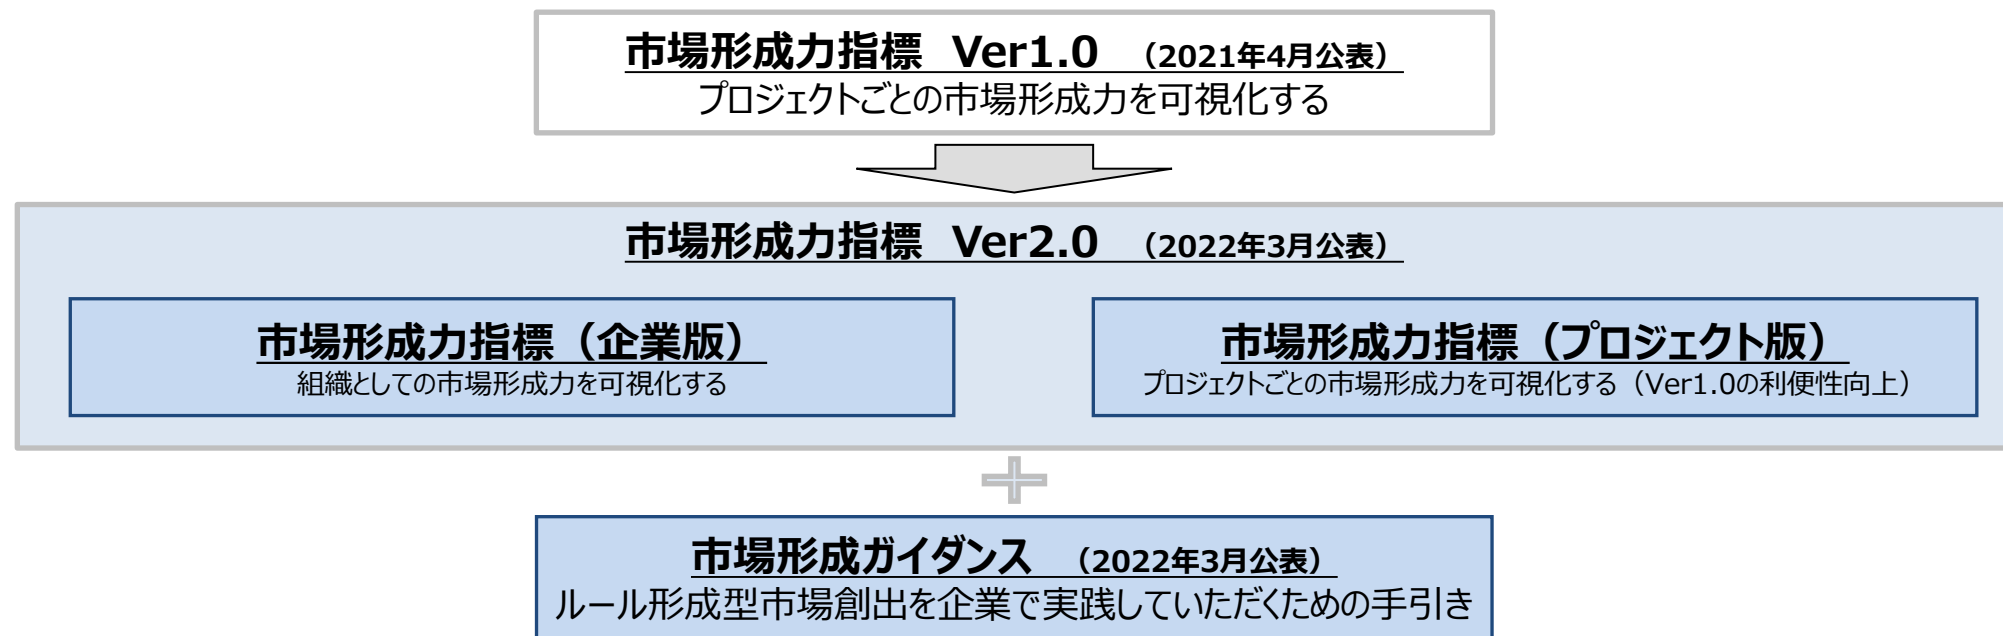 市場形成力指標　Ver1.0　（2021年4月公表）
プロジェクトごとの市場形成力を可視化する
市場形成力指標　Ver2.0　（2022年3月公表）
市場形成力指標（企業版）
組織としての市場形成力を可視化する
市場形成力指標（プロジェクト版）
プロジェクトごとの市場形成力を可視化する（Ver1.0の利便性向上）
市場形成ガイダンス　（2022年3月公表）
ルール形成型市場創出を企業で実践していただくための手引き